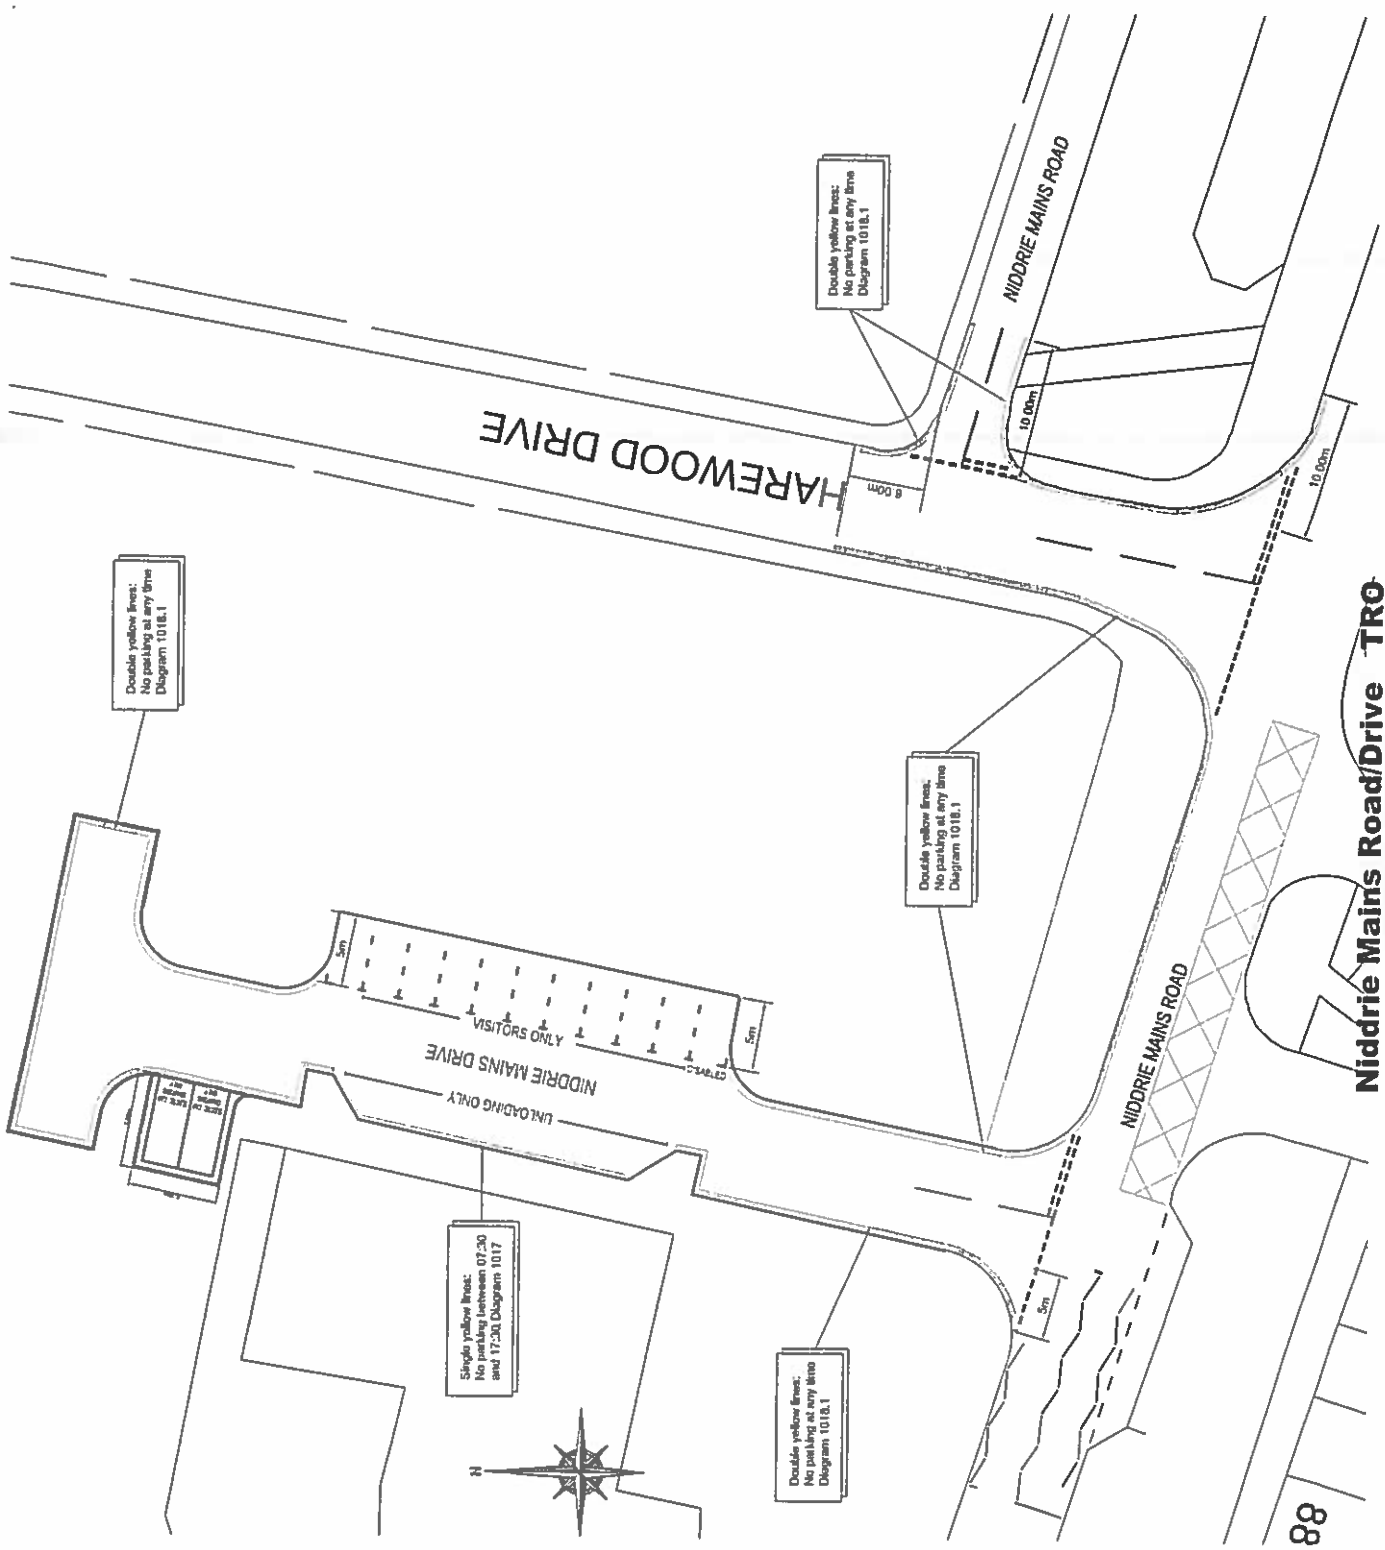 Double yellow lines:
No parking at any time
Diagram 1018.1
Single yellow lines:
No parking between 07:30
and 17:30 Diagram 1017
Double yellow lines:
No parking at any time
Diagram 1018.1
Double yellow lines:
No parking at any time
Diagram 1018.1
Double yellow lines:
No parking at any time
Diagram 1018.1
HAREWOOD DRIVE
NIDDRIE MAINS ROAD
NIDDRIE MAINS ROAD
NIDDRIE MAINS DRIVE
VISITORS ONLY
UNLOADING ONLY
DISABLED
5m
5m
5m
6.00m
10.00m
10.00m
N
88
Niddrie Mains Road/Drive TRO